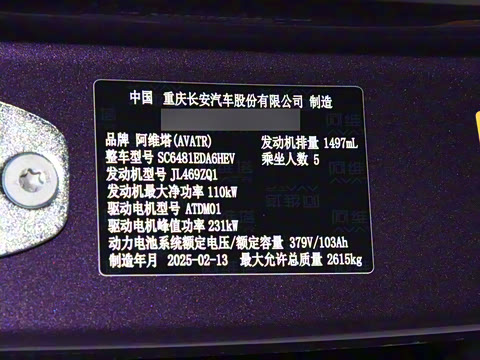 中国 重庆长安汽车股份有限公司 制造
品牌 阿维塔(AVATR) 发动机排量 1497mL
整车型号 SC6481EDA6HEV 乘坐人数 5
发动机型号 JL469ZQ1
发动机最大净功率 110kW
驱动电机型号 ATDM01
驱动电机峰值功率 231kW
动力电池系统额定电压/额定容量 379V/103Ah
制造年月 2025-02-13 最大允许总质量 2615kg